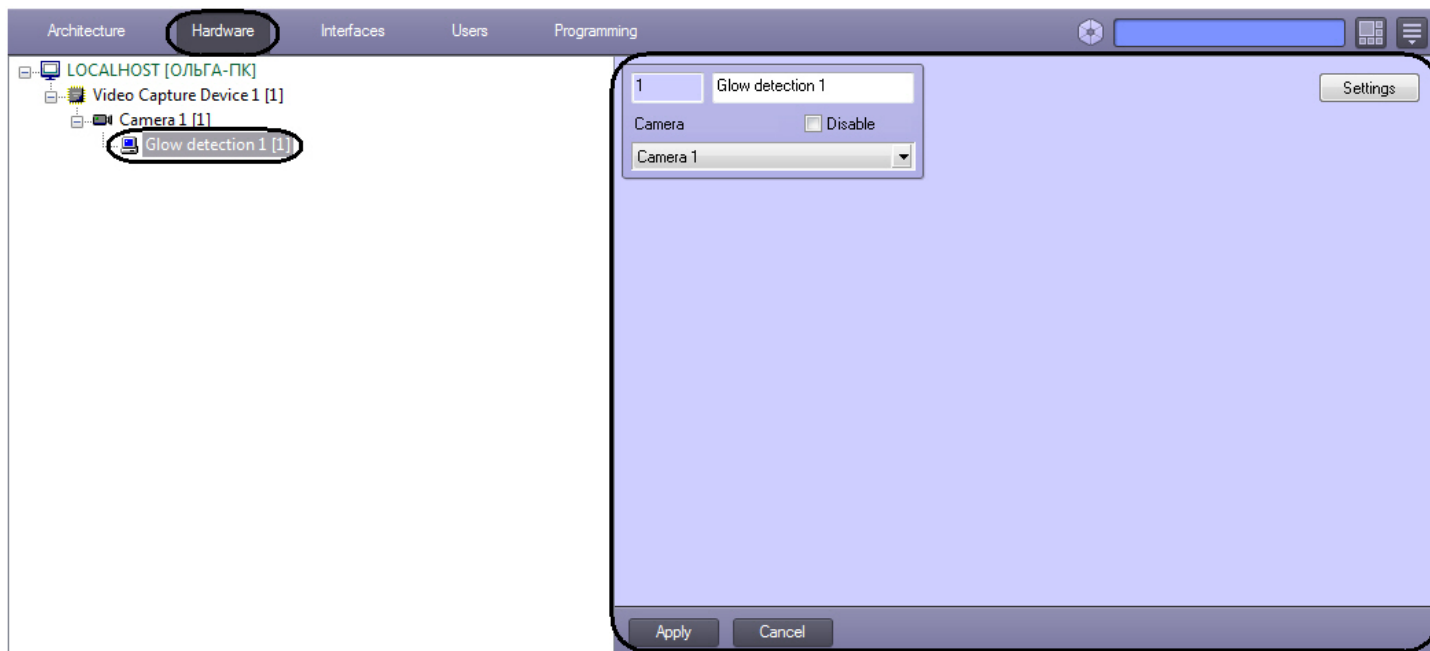 Architecture Hardware Interfaces Users Programming
LOCALHOST [ОЛЬГА-ПК]
Video Capture Device 1 [1]
Camera 1 [1]
Glow detection 1 [1]
1 Glow detection 1 Settings
Camera Disable
Camera 1
Apply Cancel